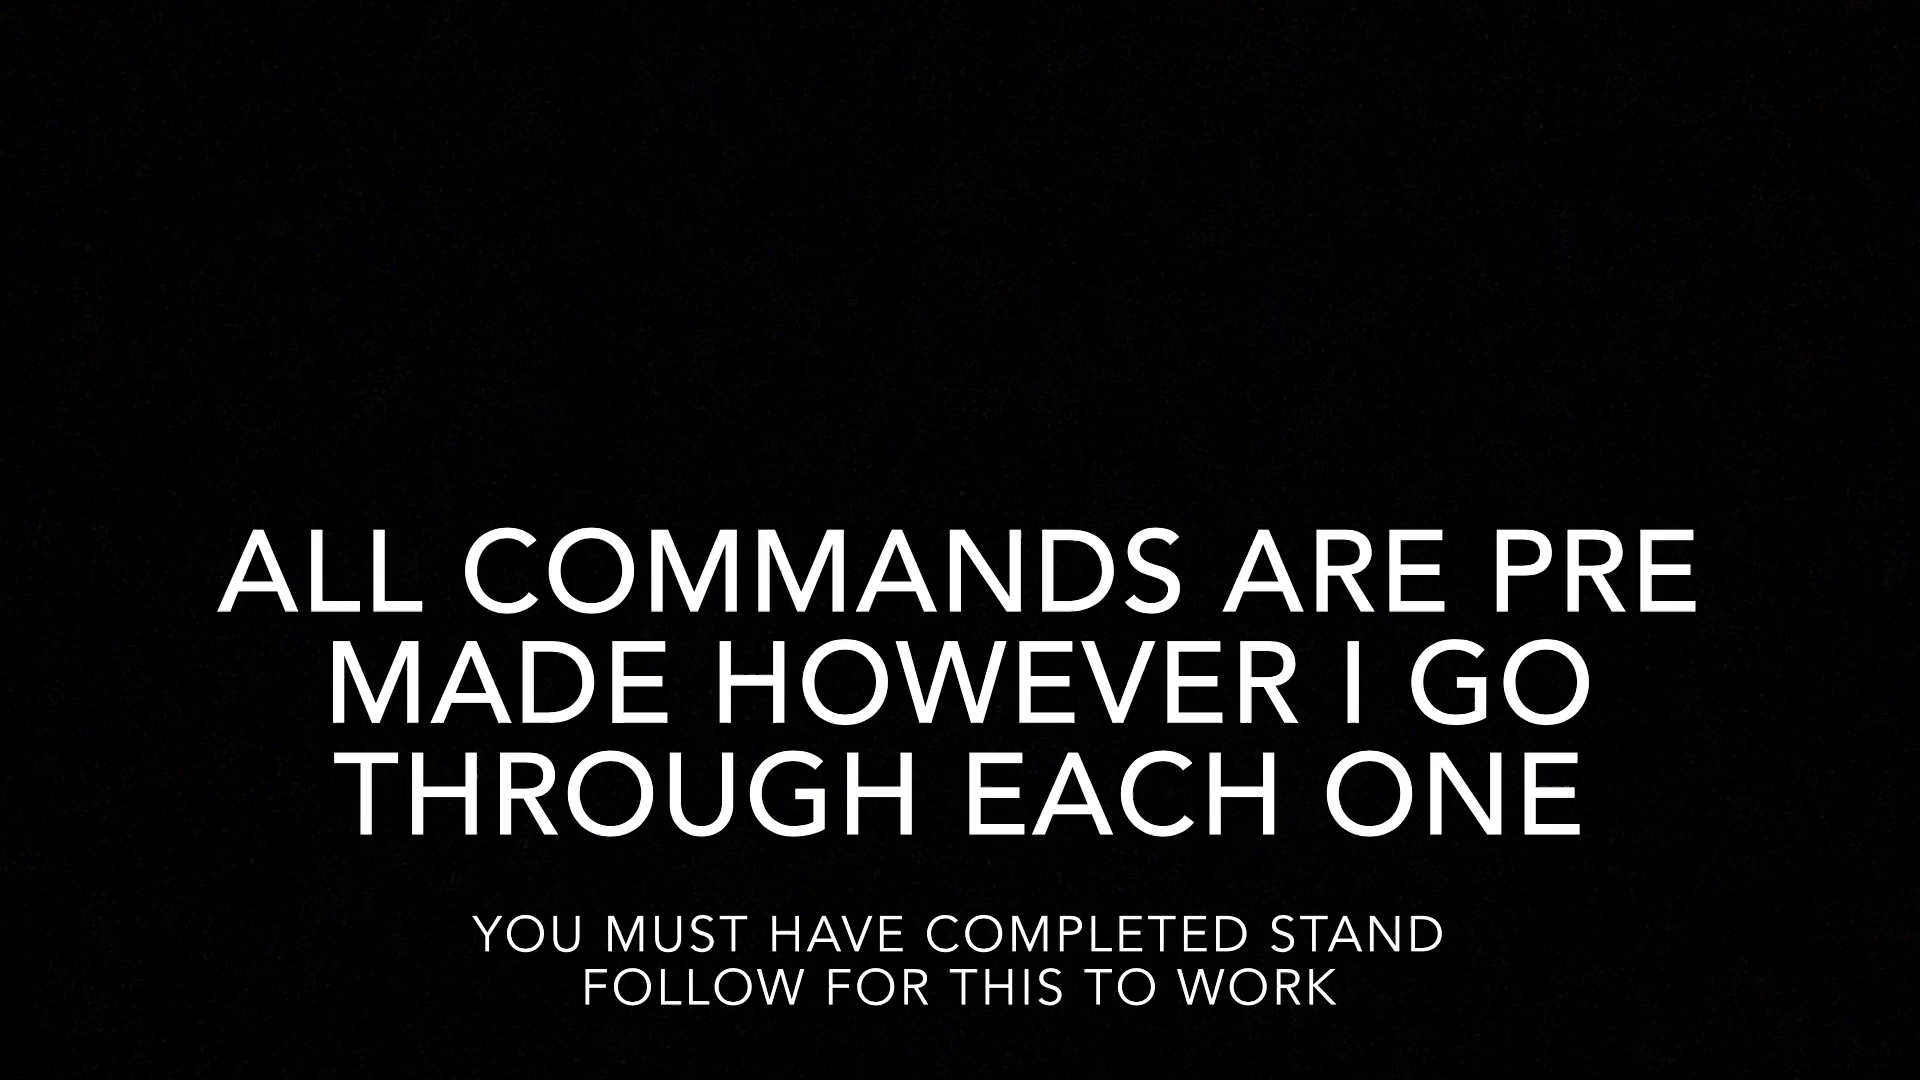 ALL COMMANDS ARE PRE
MADE HOWEVER I GO
THROUGH EACH ONE
YOU MUST HAVE COMPLETED STAND
FOLLOW FOR THIS TO WORK